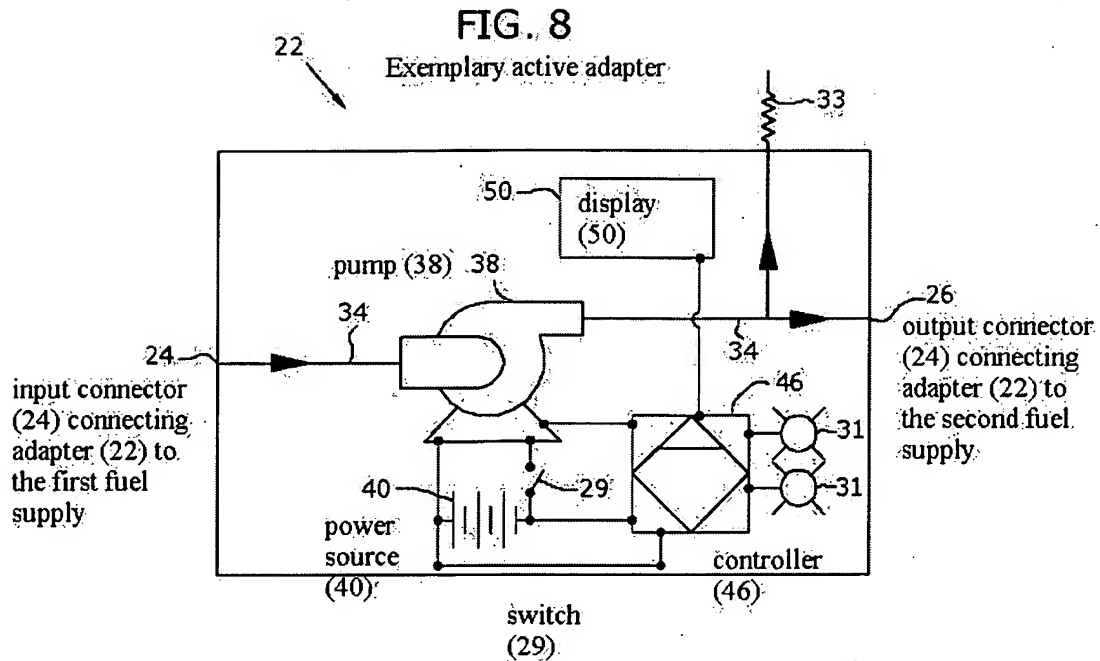 FIG. 8
Exemplary active adapter
22
33
50
display
(50)
pump (38)
38
34
24
input connector
(24) connecting
adapter (22) to
the first fuel
supply
34
26
output connector
(24) connecting
adapter (22) to
the second fuel
supply
46
31
31
40
29
power
source
(40)
controller
(46)
switch
(29)